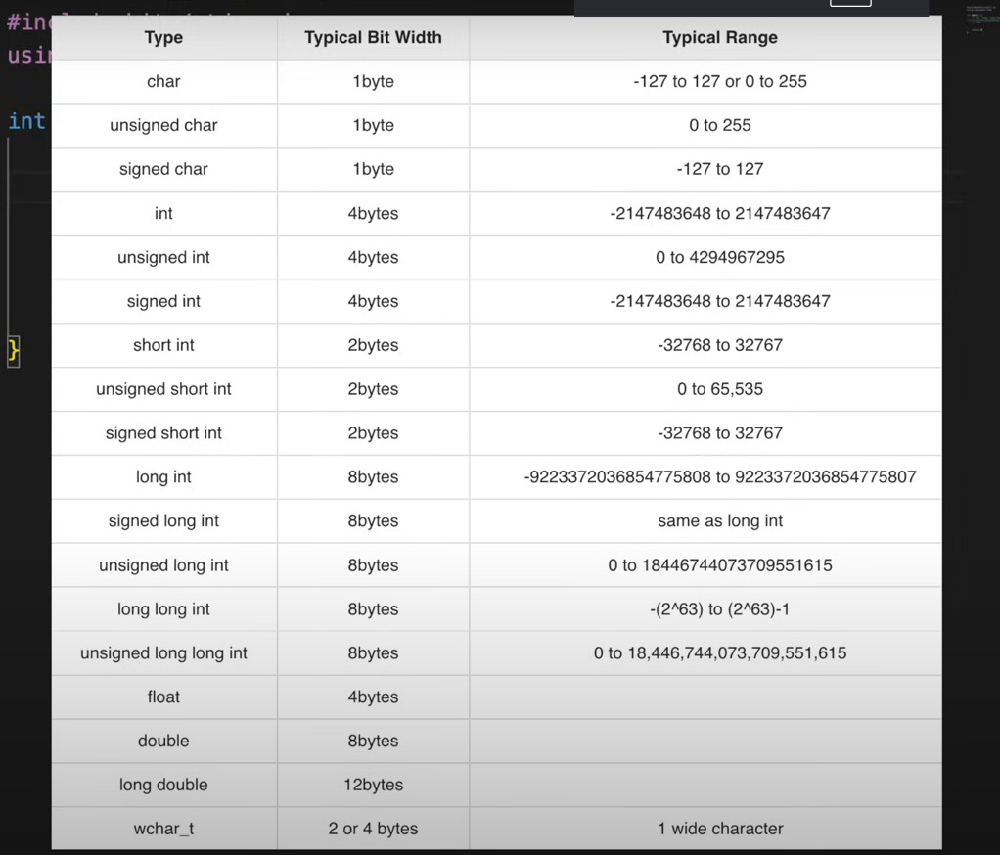 #inc
Type Typical Bit Width Typical Range
usin
char 1byte -127 to 127 or 0 to 255
int
unsigned char 1byte 0 to 255
signed char 1byte -127 to 127
int 4bytes -2147483648 to 2147483647
unsigned int 4bytes 0 to 4294967295
signed int 4bytes -2147483648 to 2147483647
short int 2bytes -32768 to 32767
}
unsigned short int 2bytes 0 to 65,535
signed short int 2bytes -32768 to 32767
long int 8bytes -9223372036854775808 to 9223372036854775807
signed long int 8bytes same as long int
unsigned long int 8bytes 0 to 18446744073709551615
long long int 8bytes -(2^63) to (2^63)-1
unsigned long long int 8bytes 0 to 18,446,744,073,709,551,615
float 4bytes
double 8bytes
long double 12bytes
wchar_t 2 or 4 bytes 1 wide character